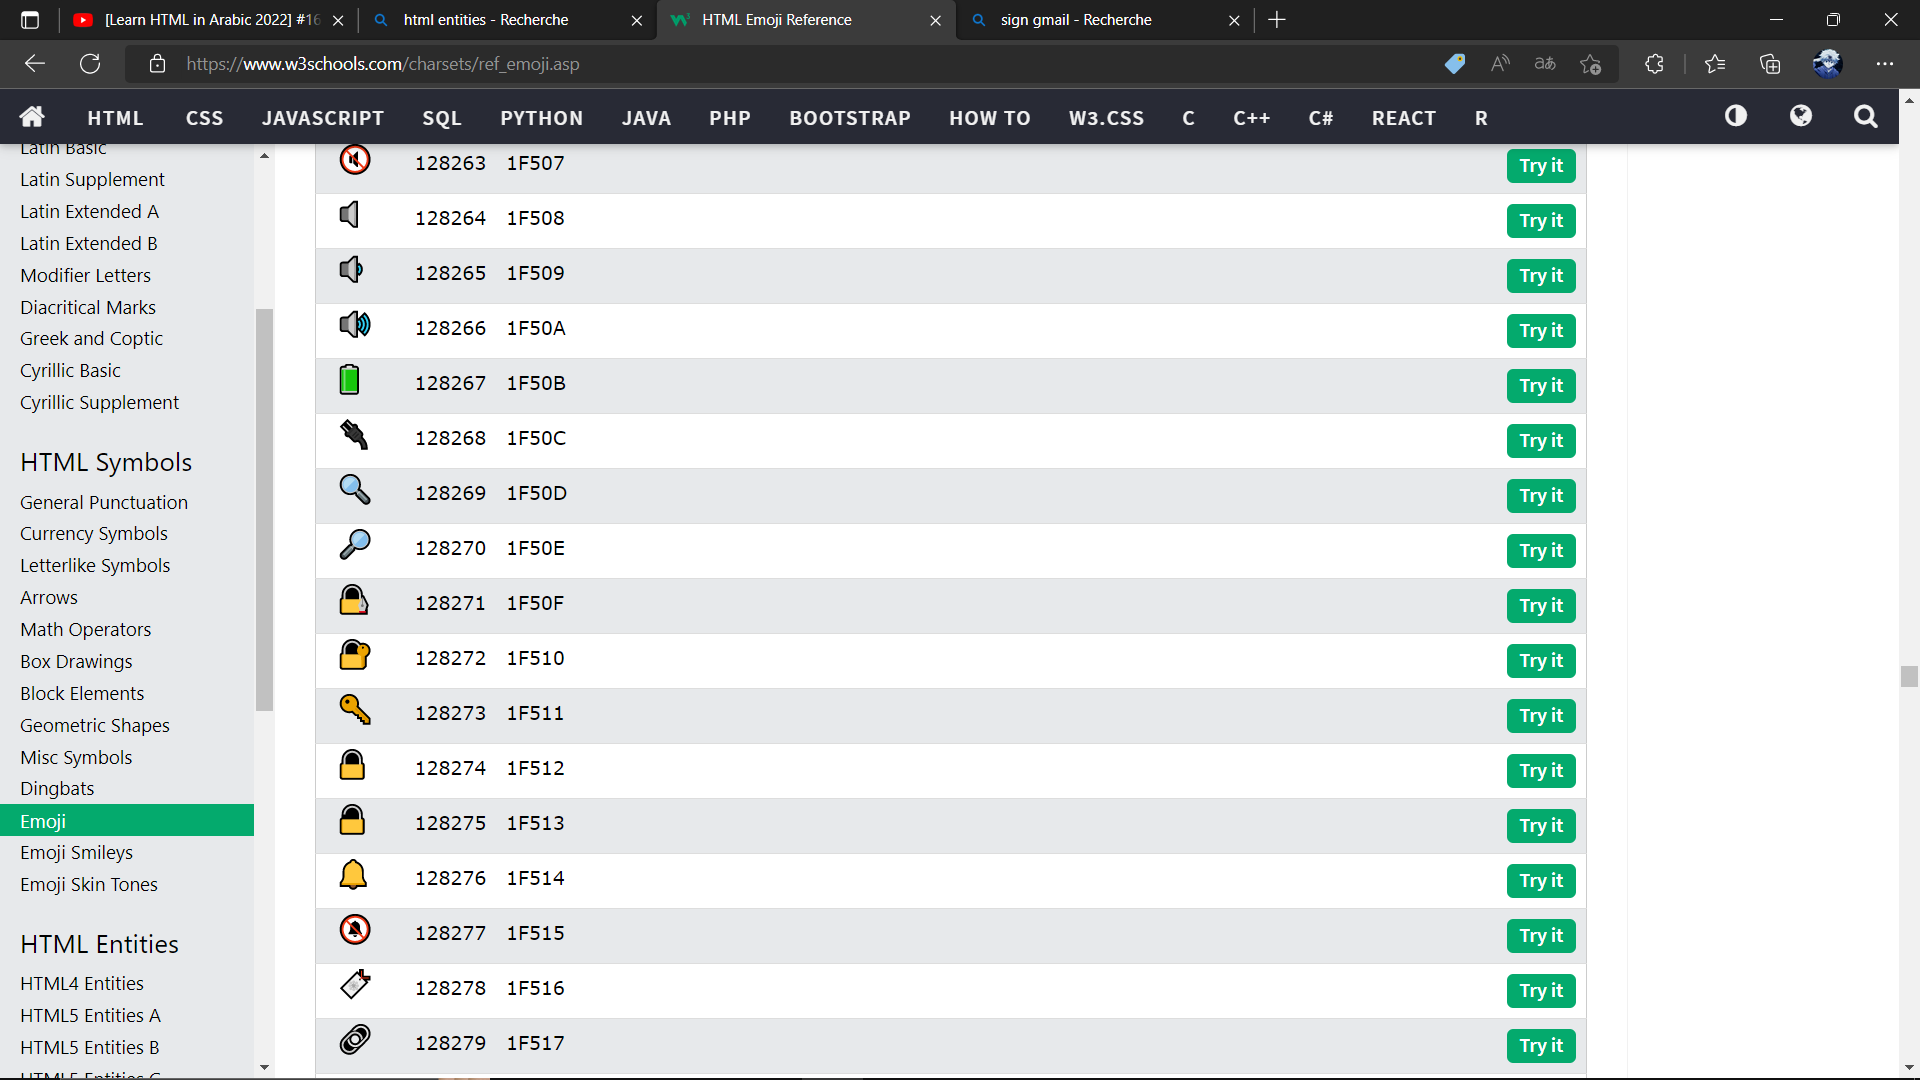 [Learn HTML in Arabic 2022] #16
html entities - Recherche
HTML Emoji Reference
sign gmail - Recherche
https://www.w3schools.com/charsets/ref_emoji.asp
HTML CSS JAVASCRIPT SQL PYTHON JAVA PHP BOOTSTRAP HOW TO W3.CSS C C++ C# REACT R
Latin Basic
Latin Supplement
Latin Extended A
Latin Extended B
Modifier Letters
Diacritical Marks
Greek and Coptic
Cyrillic Basic
Cyrillic Supplement
HTML Symbols
General Punctuation
Currency Symbols
Letterlike Symbols
Arrows
Math Operators
Box Drawings
Block Elements
Geometric Shapes
Misc Symbols
Dingbats
Emoji
Emoji Smileys
Emoji Skin Tones
HTML Entities
HTML4 Entities
HTML5 Entities A
HTML5 Entities B
HTML5 Entities C
128263 1F507 Try it
128264 1F508 Try it
128265 1F509 Try it
128266 1F50A Try it
128267 1F50B Try it
128268 1F50C Try it
128269 1F50D Try it
128270 1F50E Try it
128271 1F50F Try it
128272 1F510 Try it
128273 1F511 Try it
128274 1F512 Try it
128275 1F513 Try it
128276 1F514 Try it
128277 1F515 Try it
128278 1F516 Try it
128279 1F517 Try it